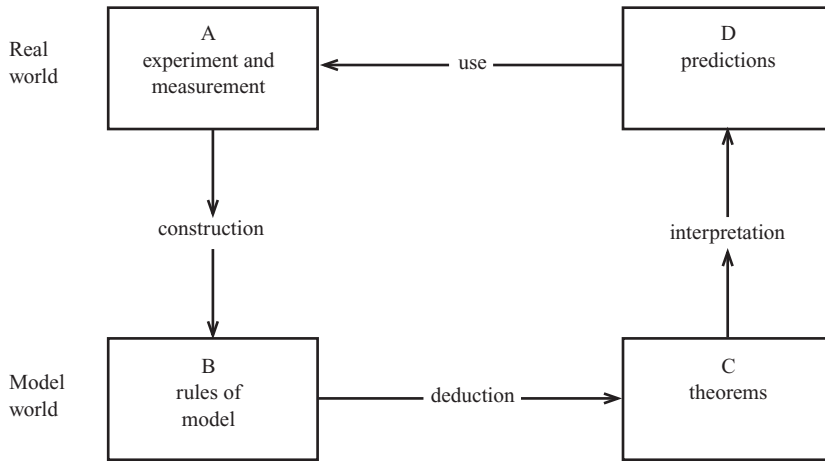 Real
world
A
experiment and
measurement
use
D
predictions
construction
interpretation
Model
world
B
rules of
model
deduction
C
theorems